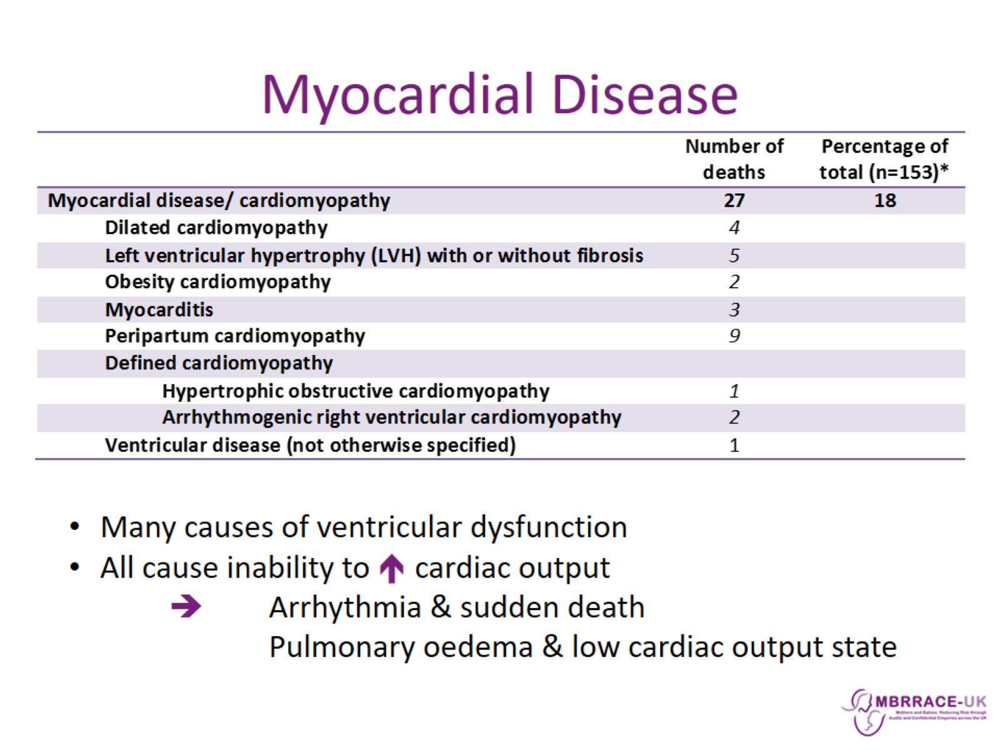 Myocardial Disease
Number of deaths Percentage of total (n=153)*
Myocardial disease/ cardiomyopathy 27 18
Dilated cardiomyopathy 4
Left ventricular hypertrophy (LVH) with or without fibrosis 5
Obesity cardiomyopathy 2
Myocarditis 3
Peripartum cardiomyopathy 9
Defined cardiomyopathy
Hypertrophic obstructive cardiomyopathy 1
Arrhythmogenic right ventricular cardiomyopathy 2
Ventricular disease (not otherwise specified) 1
• Many causes of ventricular dysfunction
• All cause inability to ↑ cardiac output
→ Arrhythmia & sudden death
Pulmonary oedema & low cardiac output state
MBRRACE-UK
Mothers and Babies: Reducing Risk through
Audits and Confidential Enquiries across the UK